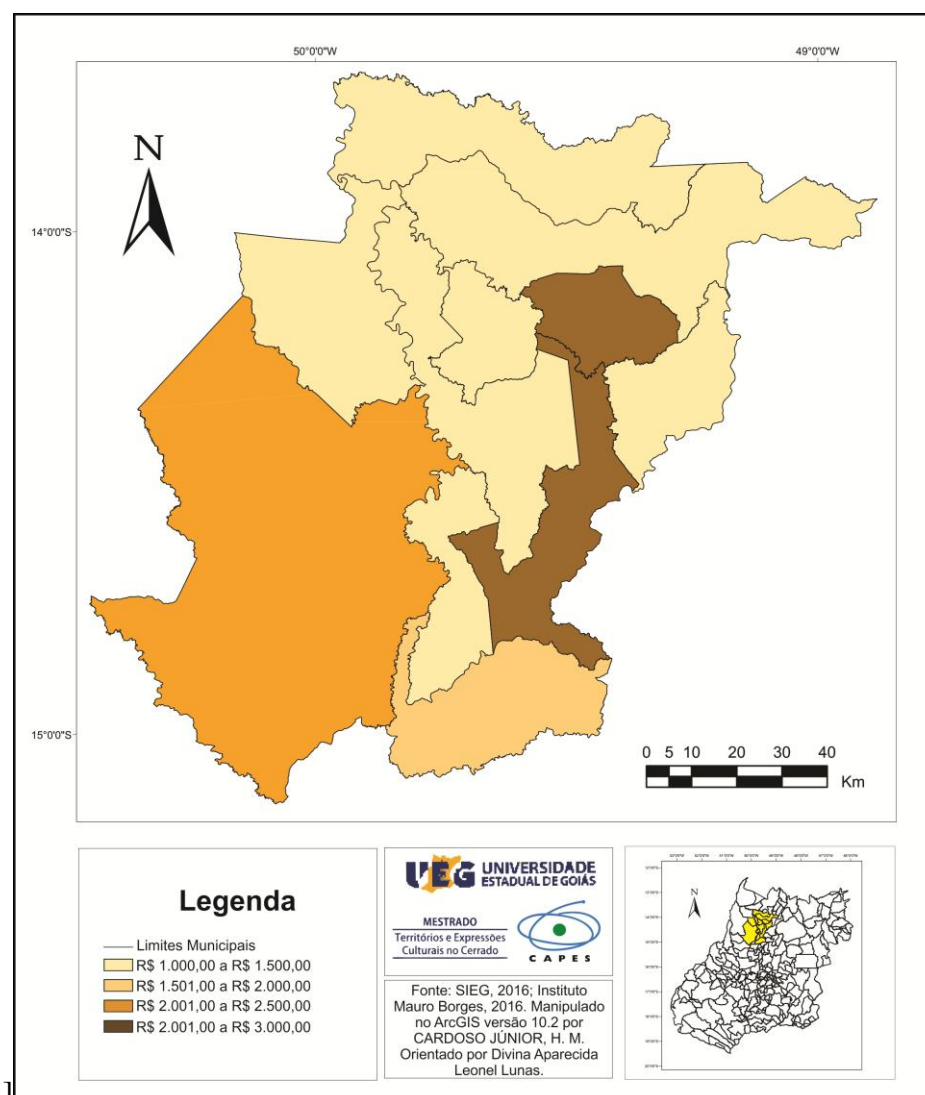 50°0'0"W
49°0'0"W
N
14°0'0"S
15°0'0"S
0 5 10 20 30 40
Km
Legenda
Limites Municipais
R$ 1.000,00 a R$ 1.500,00
R$ 1.501,00 a R$ 2.000,00
R$ 2.001,00 a R$ 2.500,00
R$ 2.001,00 a R$ 3.000,00
UEG UNIVERSIDADE
ESTADUAL DE GOIÁS
MESTRADO
Territórios e Expressões
Culturais no Cerrado
CAPES
Fonte: SIEG, 2016; Instituto
Mauro Borges, 2016. Manipulado
no ArcGIS versão 10.2 por
CARDOSO JÚNIOR, H. M.
Orientado por Divina Aparecida
Leonel Lunas.
N